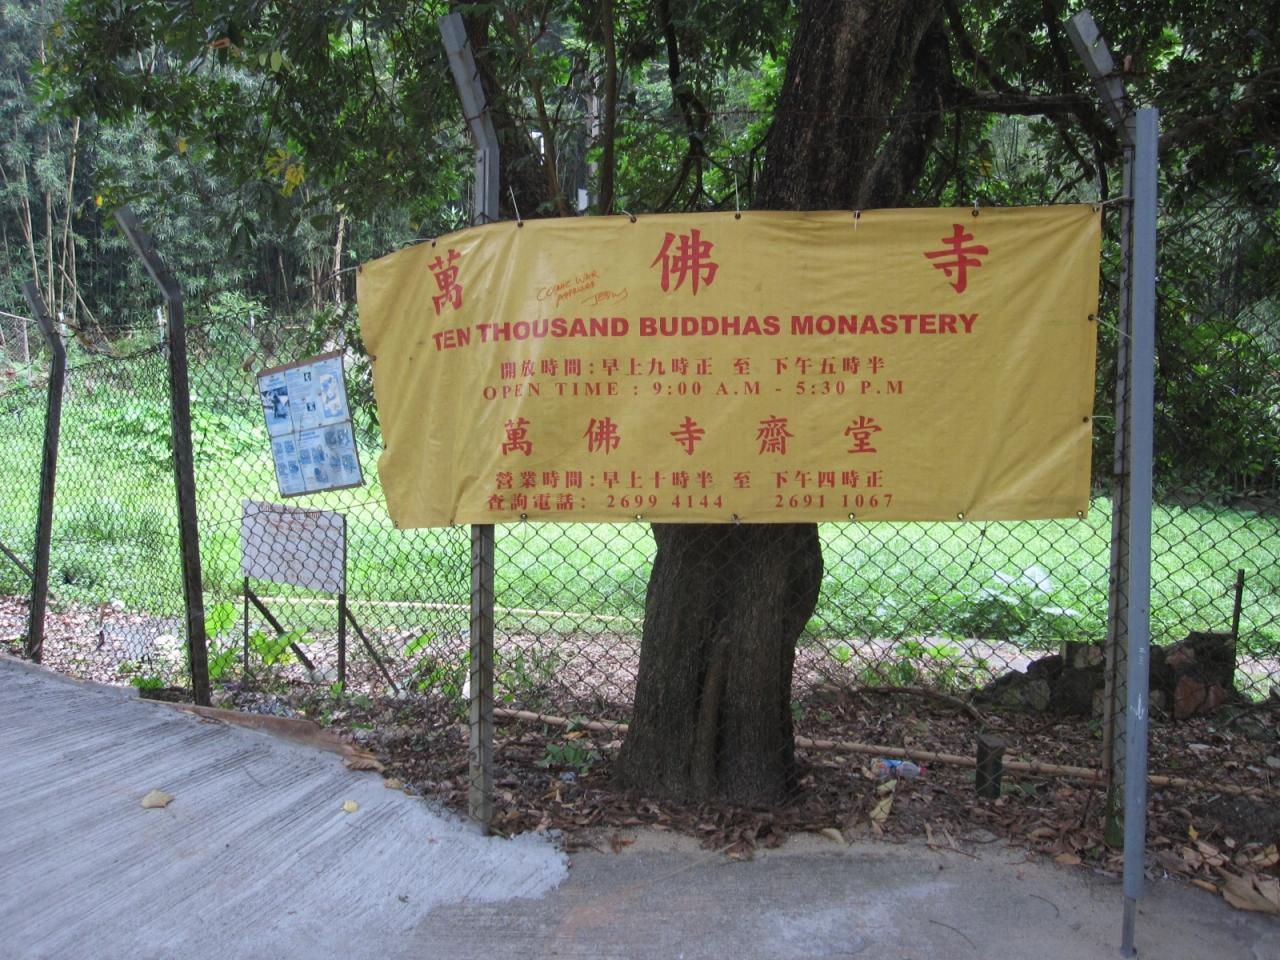 萬 佛 寺
TEN THOUSAND BUDDHAS MONASTERY
開放時間：早上九時正 至 下午五時半
OPEN TIME : 9:00 A.M - 5:30 P.M
萬 佛 寺 齋 堂
營業時間：早上十時半 至 下午四時正
查詢電話： 2699 4144 2691 1067